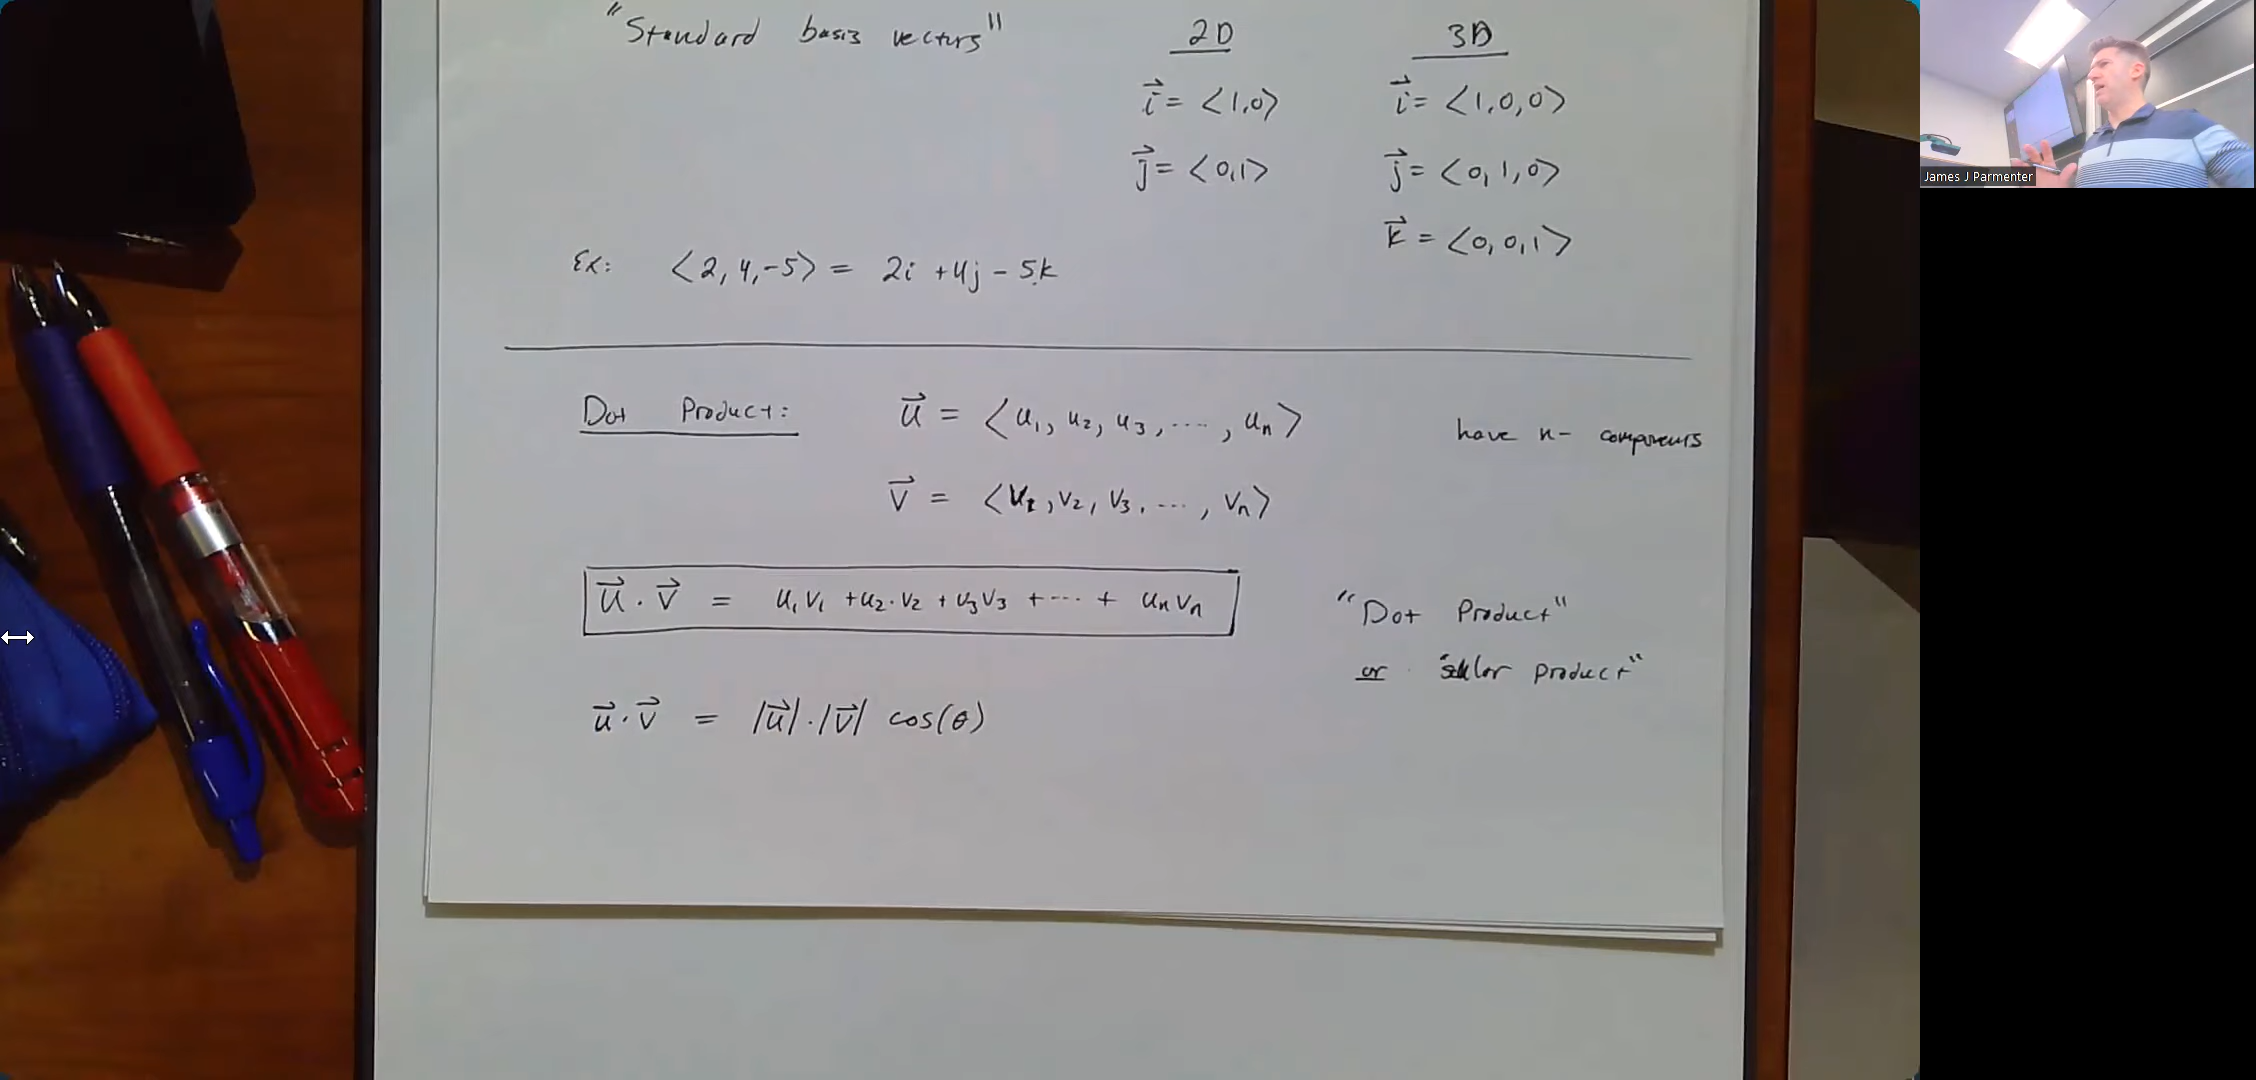 "Standard basis vectors"
2D
3D
i⃗ = <1,0>
i⃗ = <1,0,0>
j⃗ = <0,1>
j⃗ = <0,1,0>
k⃗ = <0,0,1>
Ex: <2,4,-5> = 2i + 4j - 5k
Dot Product: u⃗ = <u₁, u₂, u₃, ..., uₙ>
have n-
v⃗ = <v₁, v₂, v₃, ..., vₙ>
u⃗ · v⃗ = u₁v₁ + u₂·v₂ + u₃v₃ + ... + uₙvₙ
"Dot Product"
or "scalar product"
u⃗ · v⃗ = |u⃗| · |v⃗| cos(θ)
James J Parmenter